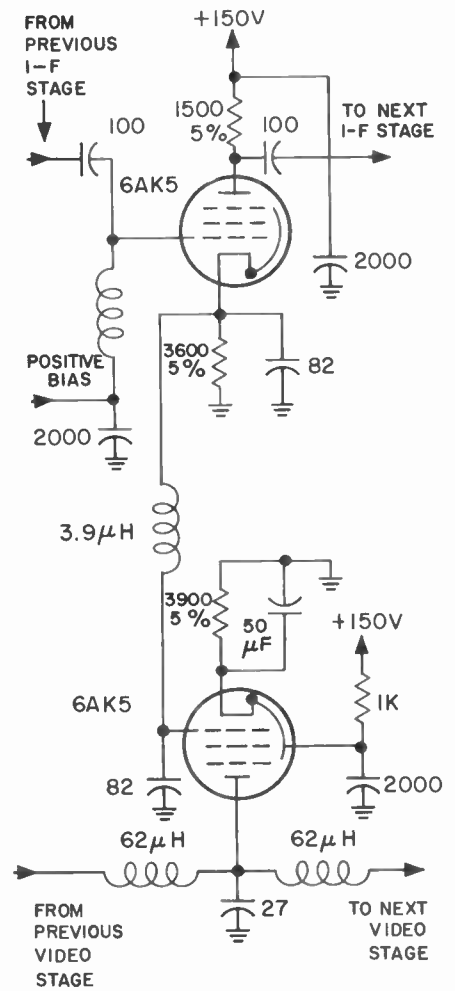 FROM
PREVIOUS
I-F
STAGE
+150V
1500
5%
100
100
TO NEXT
I-F STAGE
6AK5
2000
POSITIVE
BIAS
3600
5%
82
2000
3.9μH
3900
5%
50
μF
+150V
1K
6AK5
82
2000
62μH
62μH
27
FROM
PREVIOUS
VIDEO
STAGE
TO NEXT
VIDEO
STAGE